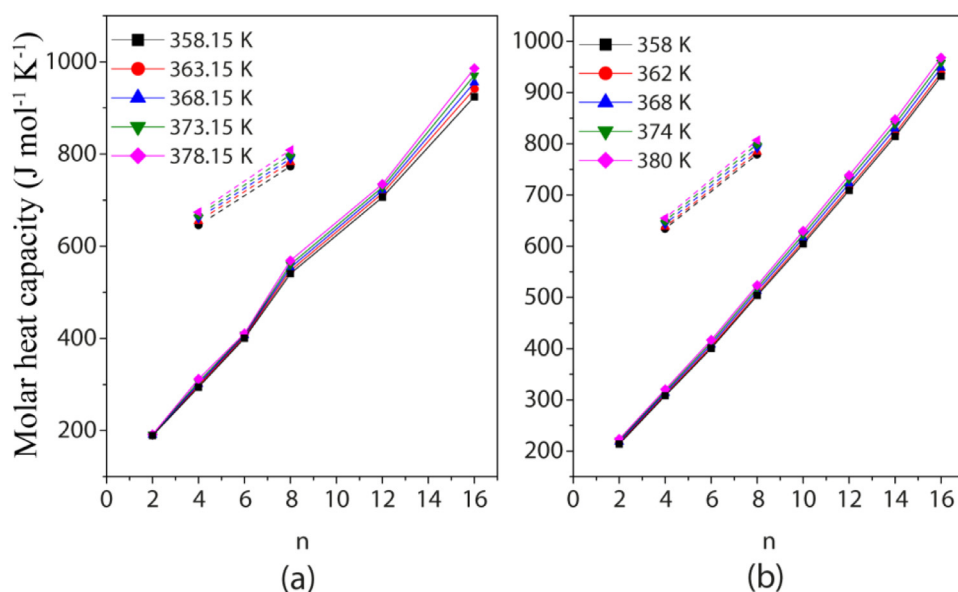 Molar heat capacity (J mol⁻¹ K⁻¹)
1000
800
600
400
200
358.15 K
363.15 K
368.15 K
373.15 K
378.15 K
0 2 4 6 8 10 12 14 16
n
(a)
1000
900
800
700
600
500
400
300
200
358 K
362 K
368 K
374 K
380 K
0 2 4 6 8 10 12 14 16
n
(b)